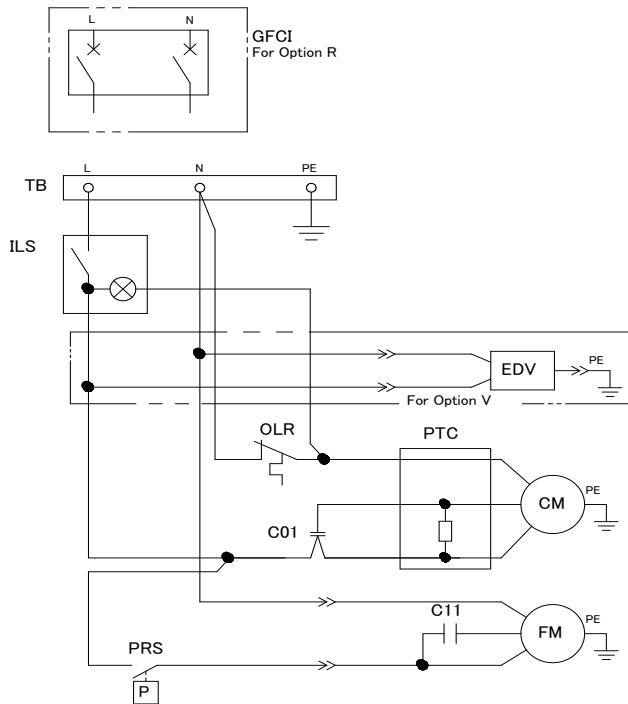 L N
GFCI
For Option R
L N PE
TB
ILS
EDV PE
For Option V
OLR PTC
CM PE
C01
C11
FM PE
PRS
P